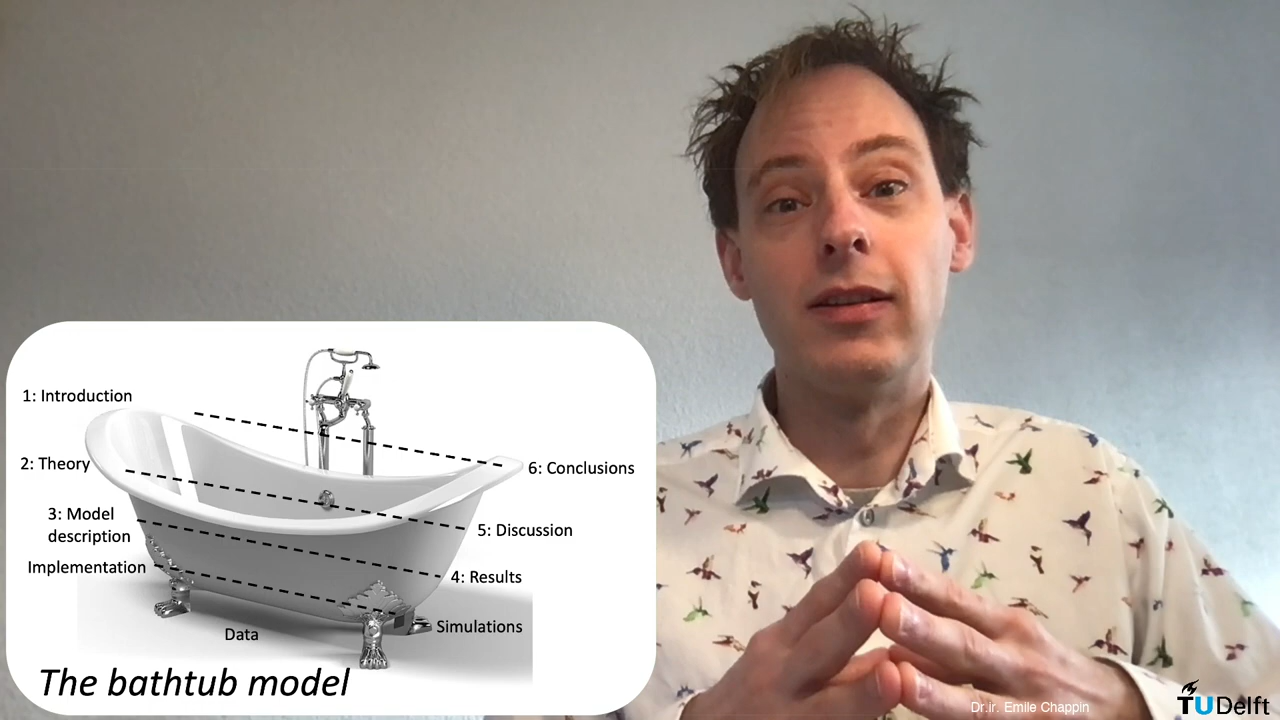 1: Introduction
2: Theory
6: Conclusions
3: Model
description
5: Discussion
Implementation
4: Results
Data
Simulations
The bathtub model
Dr.ir. Emile Chappin
TUDelft